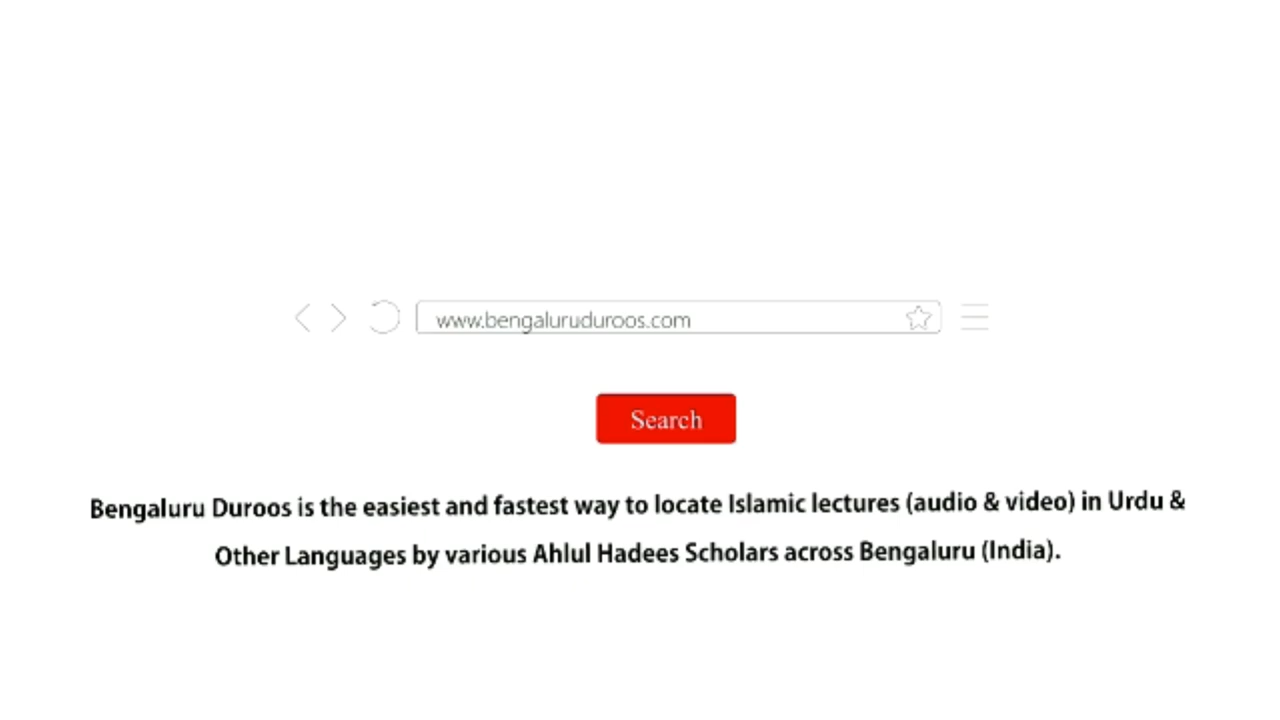 www.bengaluruduroos.com
Search
Bengaluru Duroos is the easiest and fastest way to locate Islamic lectures (audio & video) in Urdu &
Other Languages by various Ahlul Hadees Scholars across Bengaluru (India).